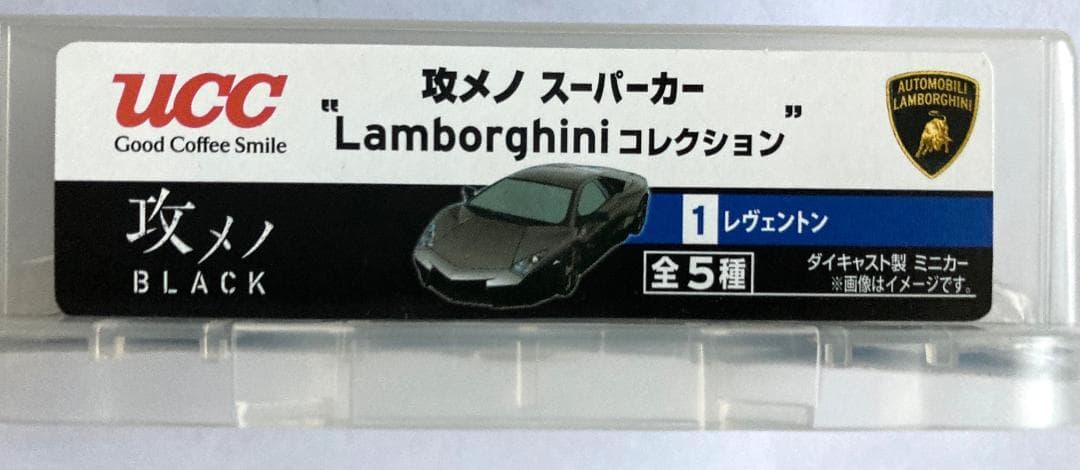 ucc
Good Coffee Smile
攻メノ スーパーカー
"Lamborghini コレクション"
AUTOMOBILI
LAMBORGHINI
攻メノ
BLACK
1 レヴェントン
全5種
ダイキャスト製 ミニカー
※画像はイメージです。